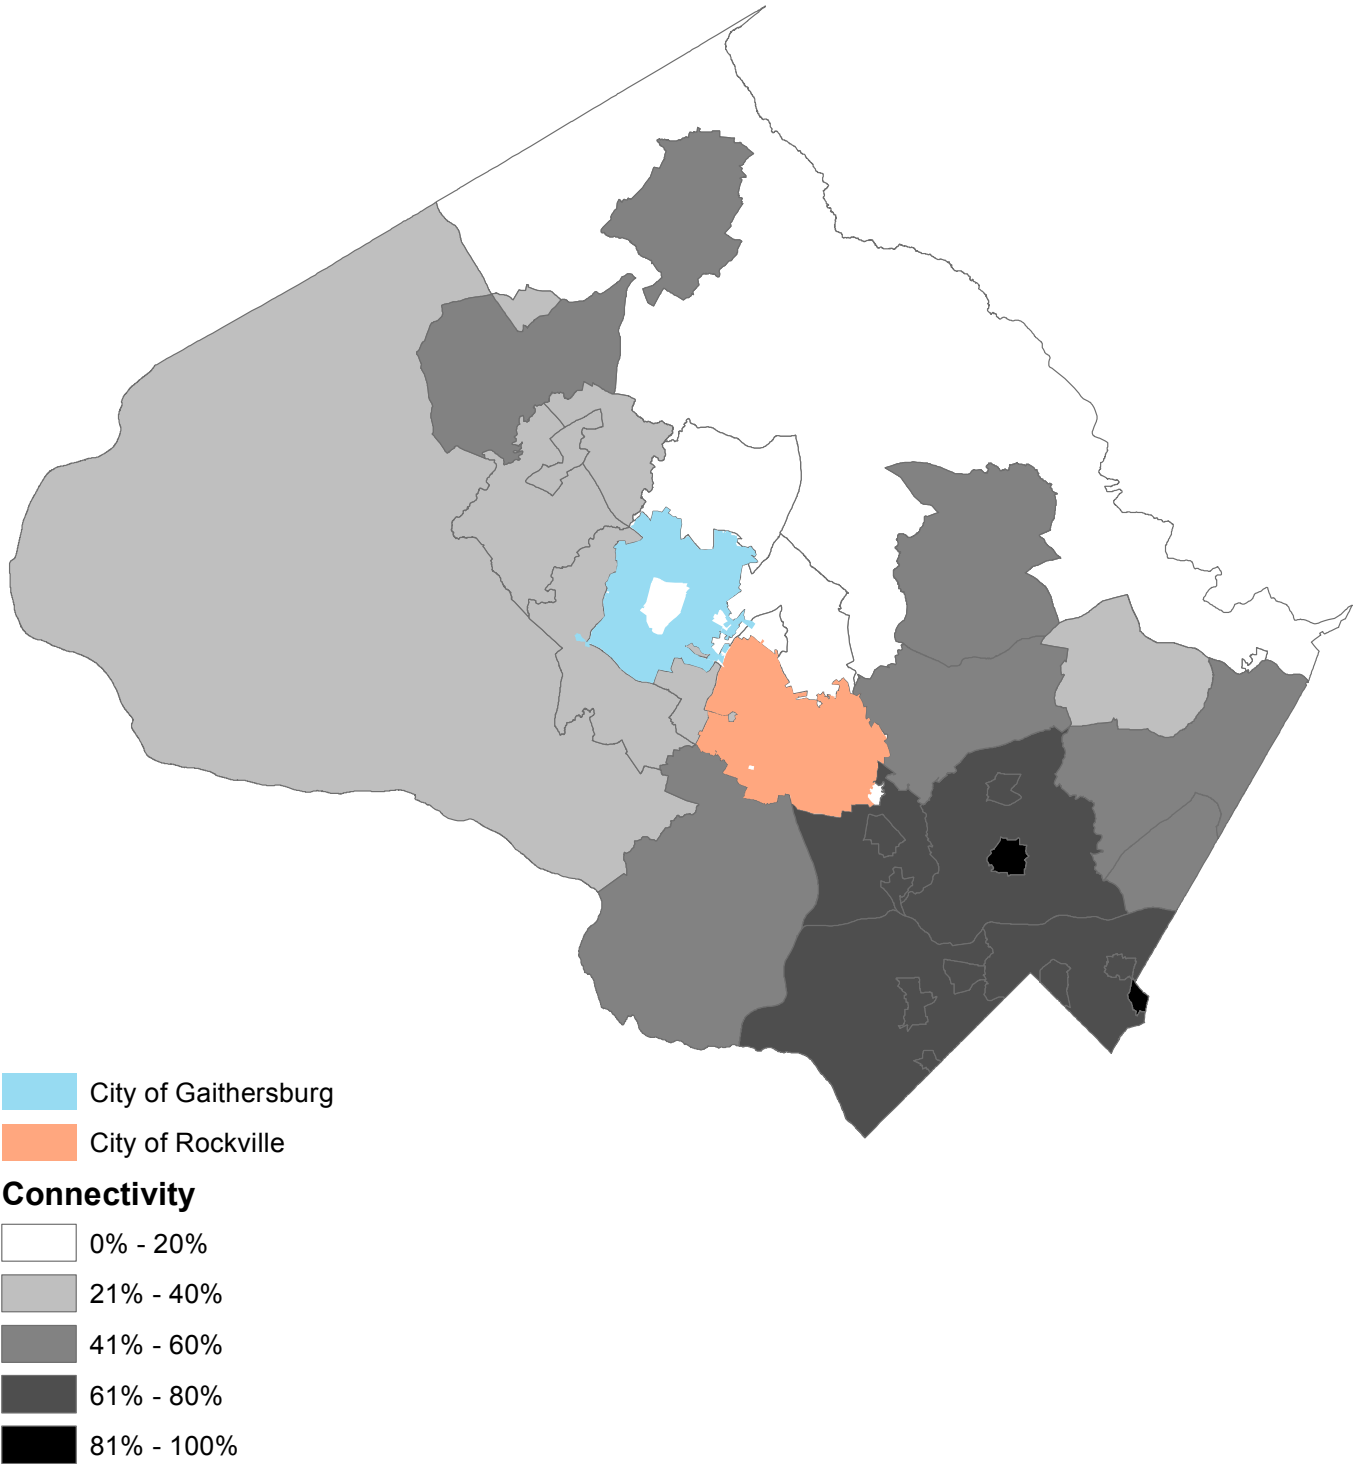 City of Gaithersburg
City of Rockville
Connectivity
0% - 20%
21% - 40%
41% - 60%
61% - 80%
81% - 100%